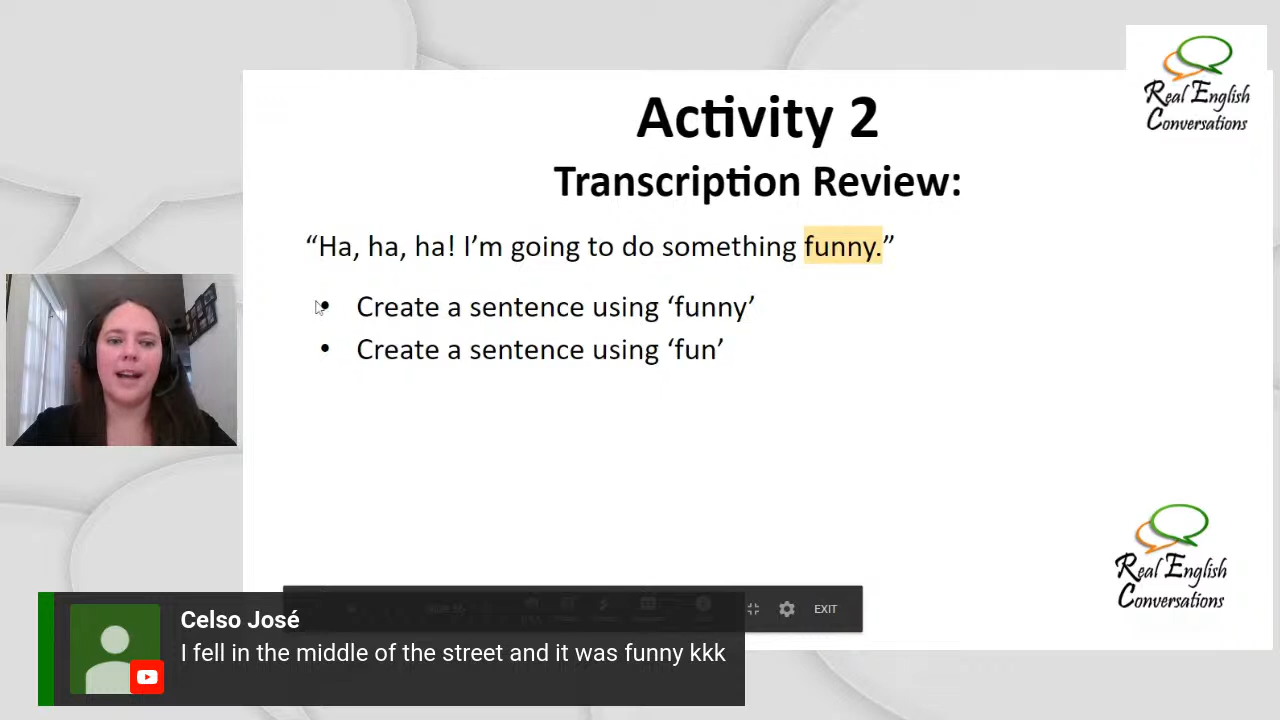 Real English
Conversations
Activity 2
Transcription Review:
“Ha, ha, ha! I’m going to do something funny.”
• Create a sentence using ‘funny’
• Create a sentence using ‘fun’
Real English
Conversations
EXIT
Celso José
I fell in the middle of the street and it was funny kkk